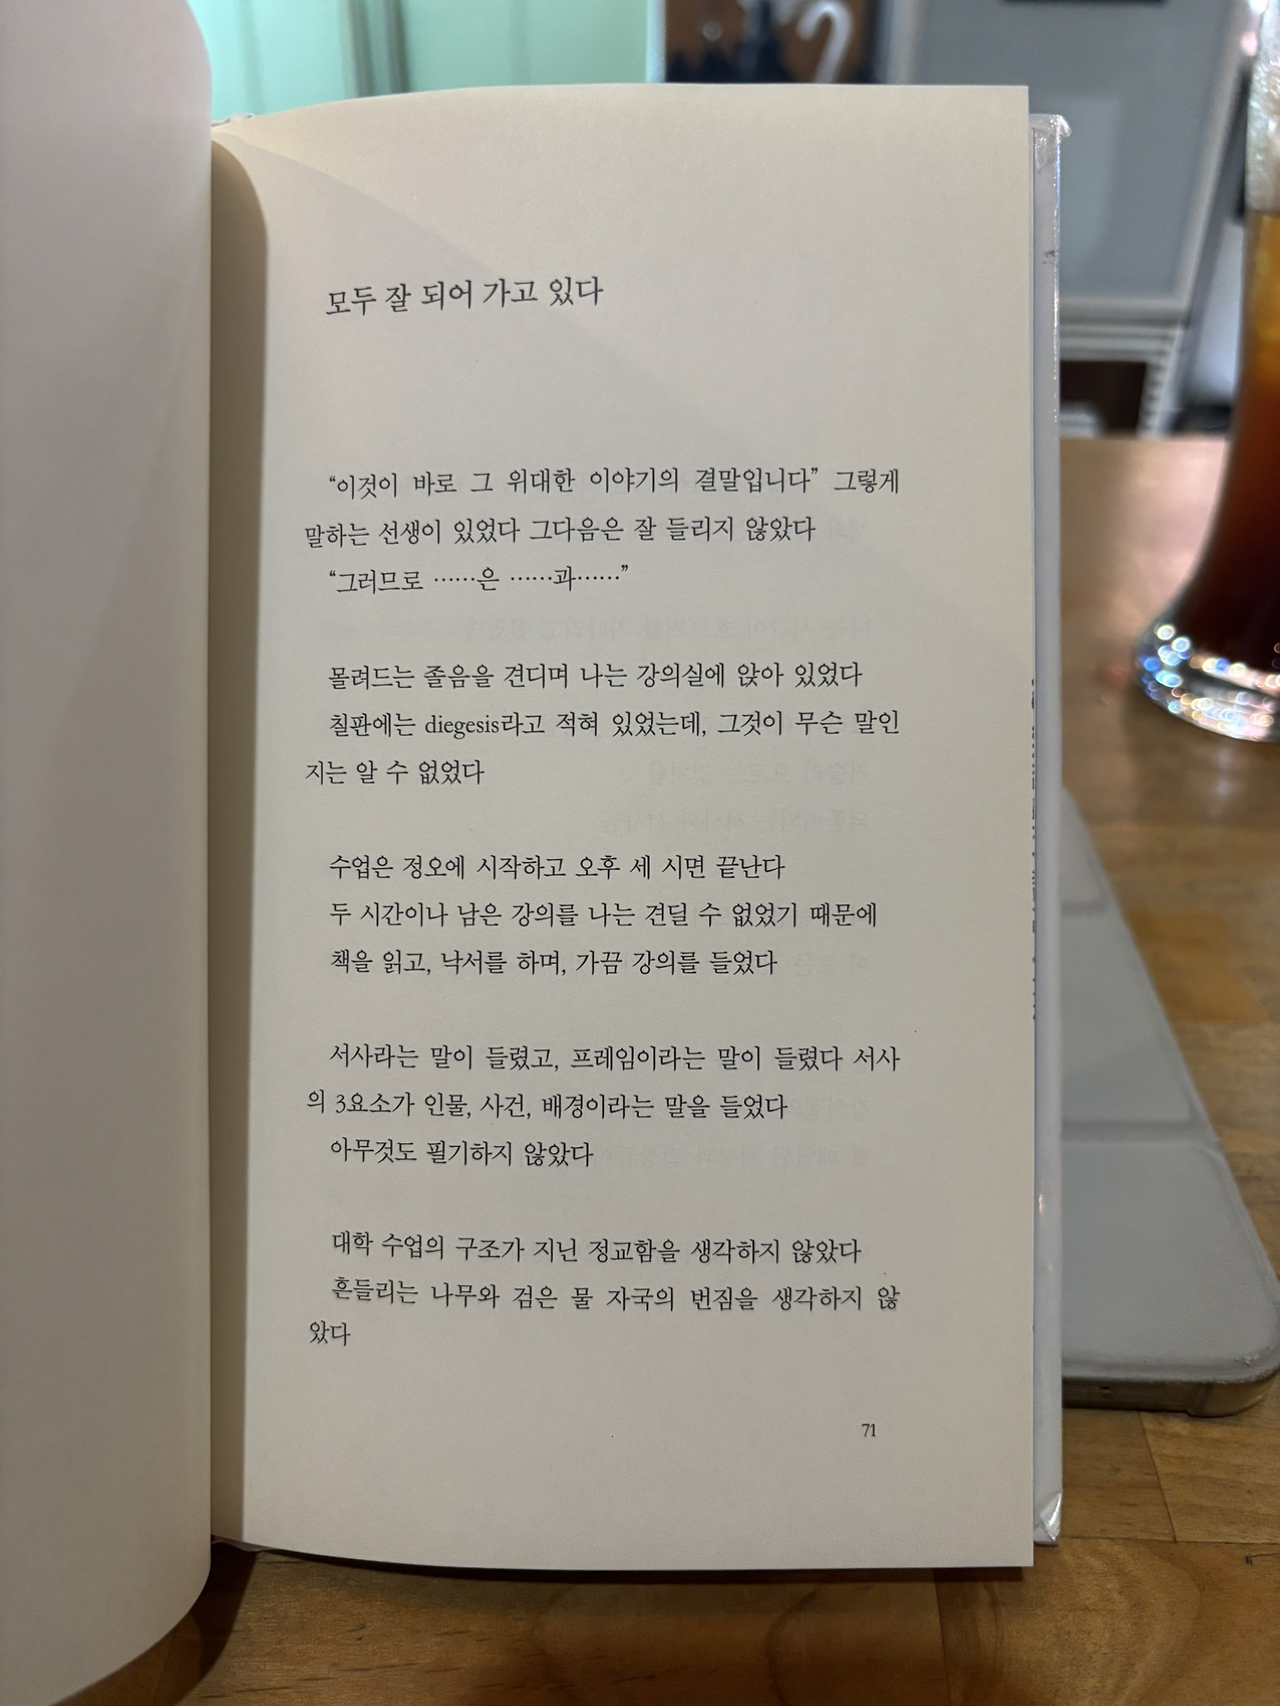 모두 잘 되어 가고 있다
“이것이 바로 그 위대한 이야기의 결말입니다” 그렇게
말하는 선생이 있었다 그다음은 잘 들리지 않았다
“그러므로 ……은 ……과……”
몰려드는 졸음을 견디며 나는 강의실에 앉아 있었다
칠판에는 diegesis라고 적혀 있었는데, 그것이 무슨 말인
지는 알 수 없었다
수업은 정오에 시작하고 오후 세 시면 끝난다
두 시간이나 남은 강의를 나는 견딜 수 없었기 때문에
책을 읽고, 낙서를 하며, 가끔 강의를 들었다
서사라는 말이 들렸고, 프레임이라는 말이 들렸다 서사
의 3요소가 인물, 사건, 배경이라는 말을 들었다
아무것도 필기하지 않았다
대학 수업의 구조가 지닌 정교함을 생각하지 않았다
흔들리는 나무와 검은 물 자국의 번짐을 생각하지 않
았다
71